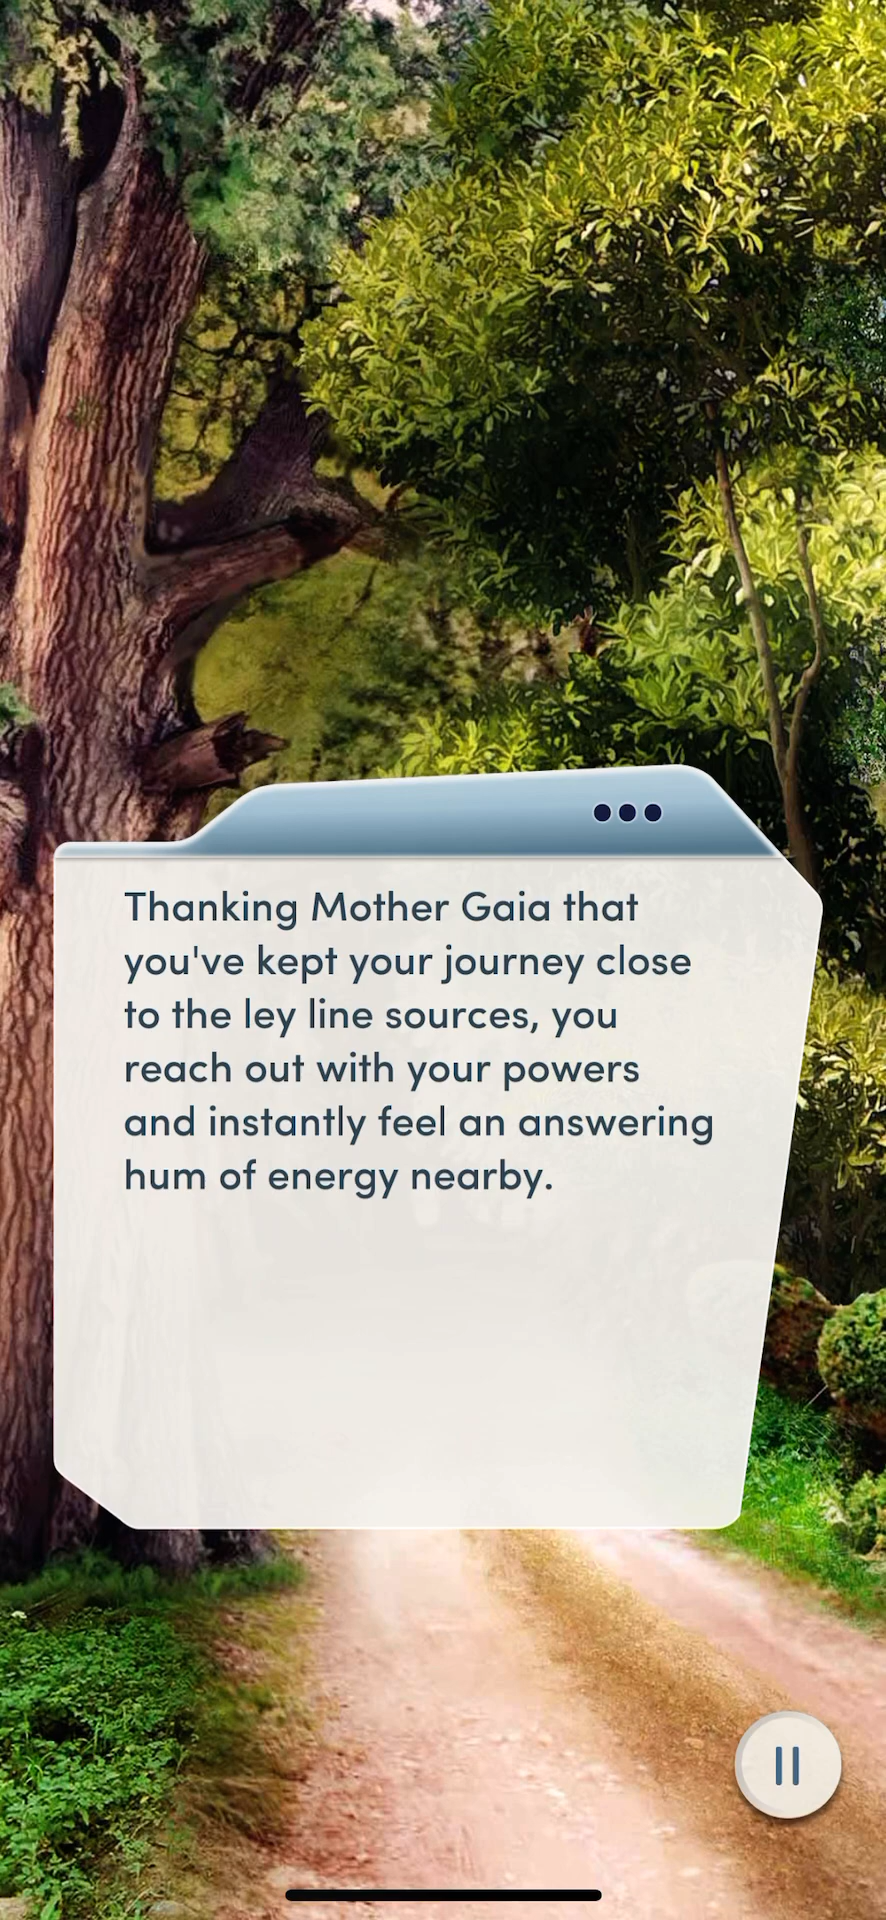 Thanking Mother Gaia that
you've kept your journey close
to the ley line sources, you
reach out with your powers
and instantly feel an answering
hum of energy nearby.